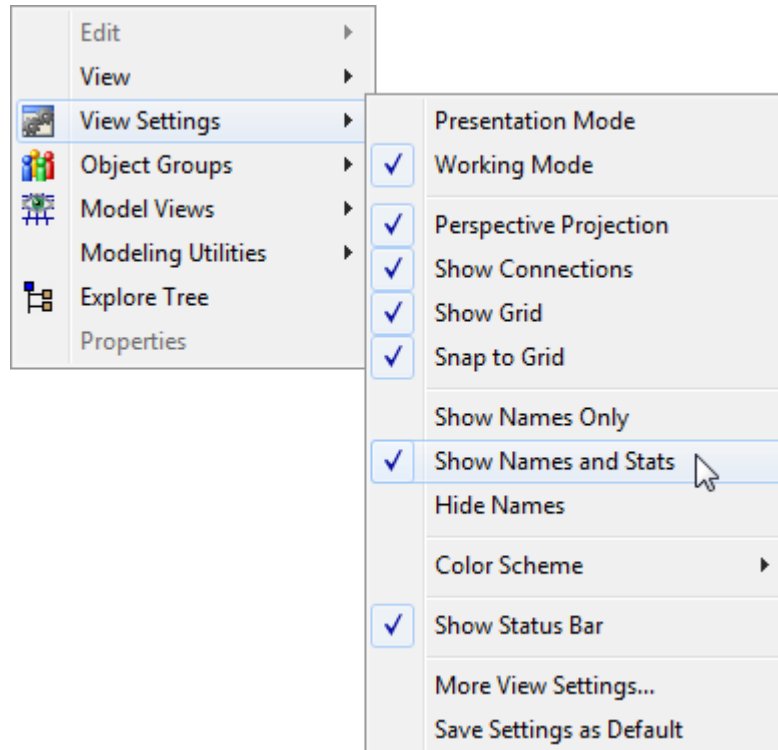 Edit
View
View Settings
Object Groups
Model Views
Modeling Utilities
Explore Tree
Properties
Presentation Mode
Working Mode
Perspective Projection
Show Connections
Show Grid
Snap to Grid
Show Names Only
Show Names and Stats
Hide Names
Color Scheme
Show Status Bar
More View Settings...
Save Settings as Default